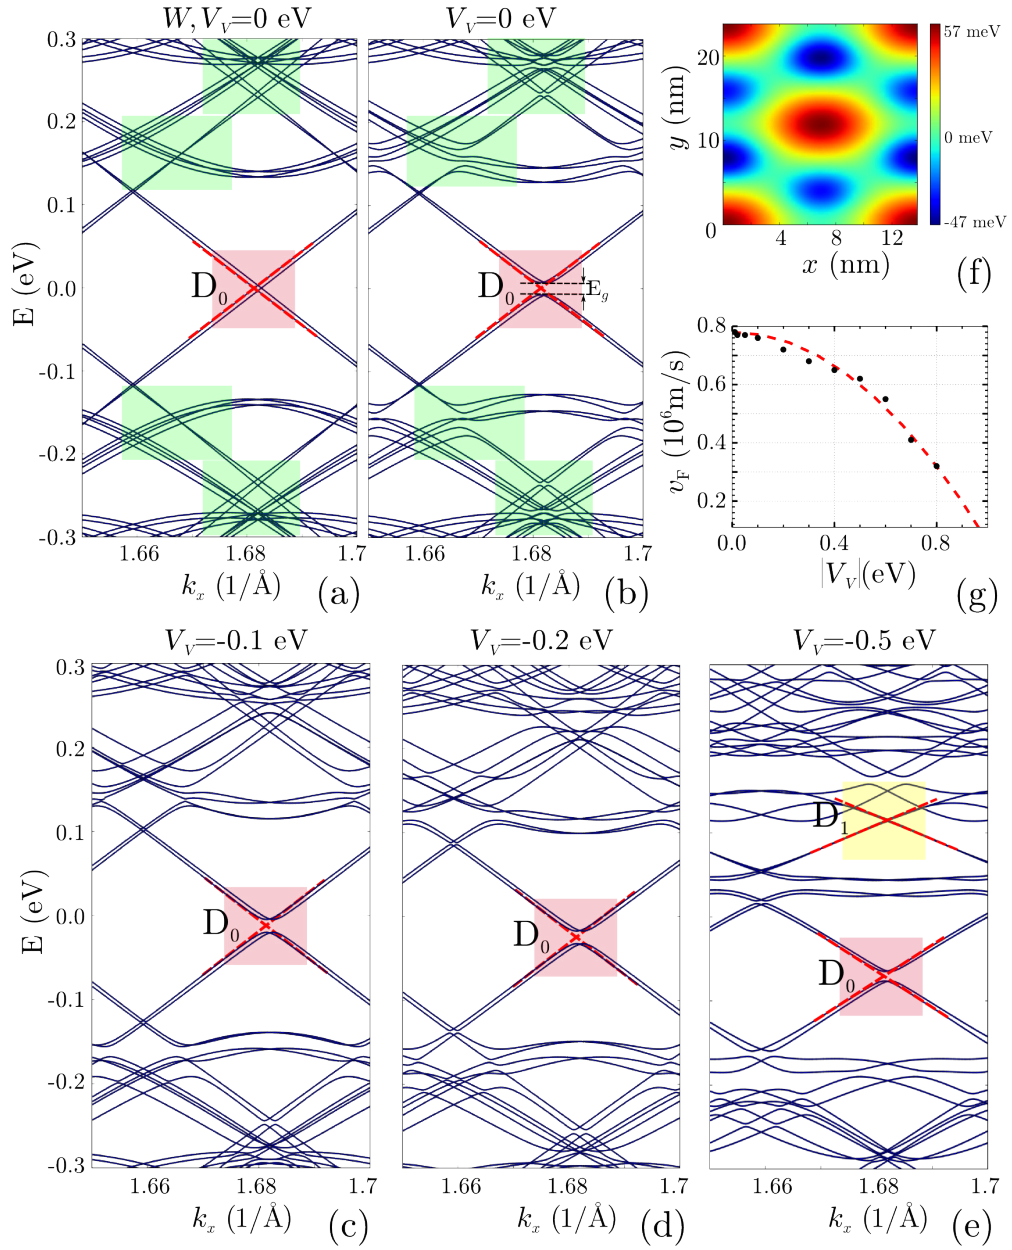 W, V_V=0 eV
V_V=0 eV
0.3
0.2
0.1
0.0
-0.1
-0.2
-0.3
E (eV)
D_0
D_0
E_g
1.66
1.68
1.7
1.66
1.68
1.7
k_x (1/Å)
(a)
k_x (1/Å)
(b)
20
10
0
y (nm)
4
8
12
x (nm)
57 meV
0 meV
-47 meV
(f)
0.8
0.6
0.4
0.2
v_F (10^6 m/s)
0.0
0.4
0.8
|V_V|(eV)
(g)
V_V=-0.1 eV
V_V=-0.2 eV
V_V=-0.5 eV
0.3
0.2
0.1
0.0
-0.1
-0.2
-0.3
E (eV)
D_0
D_0
D_1
D_0
1.66
1.68
1.7
1.66
1.68
1.7
1.66
1.68
1.7
k_x (1/Å)
(c)
k_x (1/Å)
(d)
k_x (1/Å)
(e)